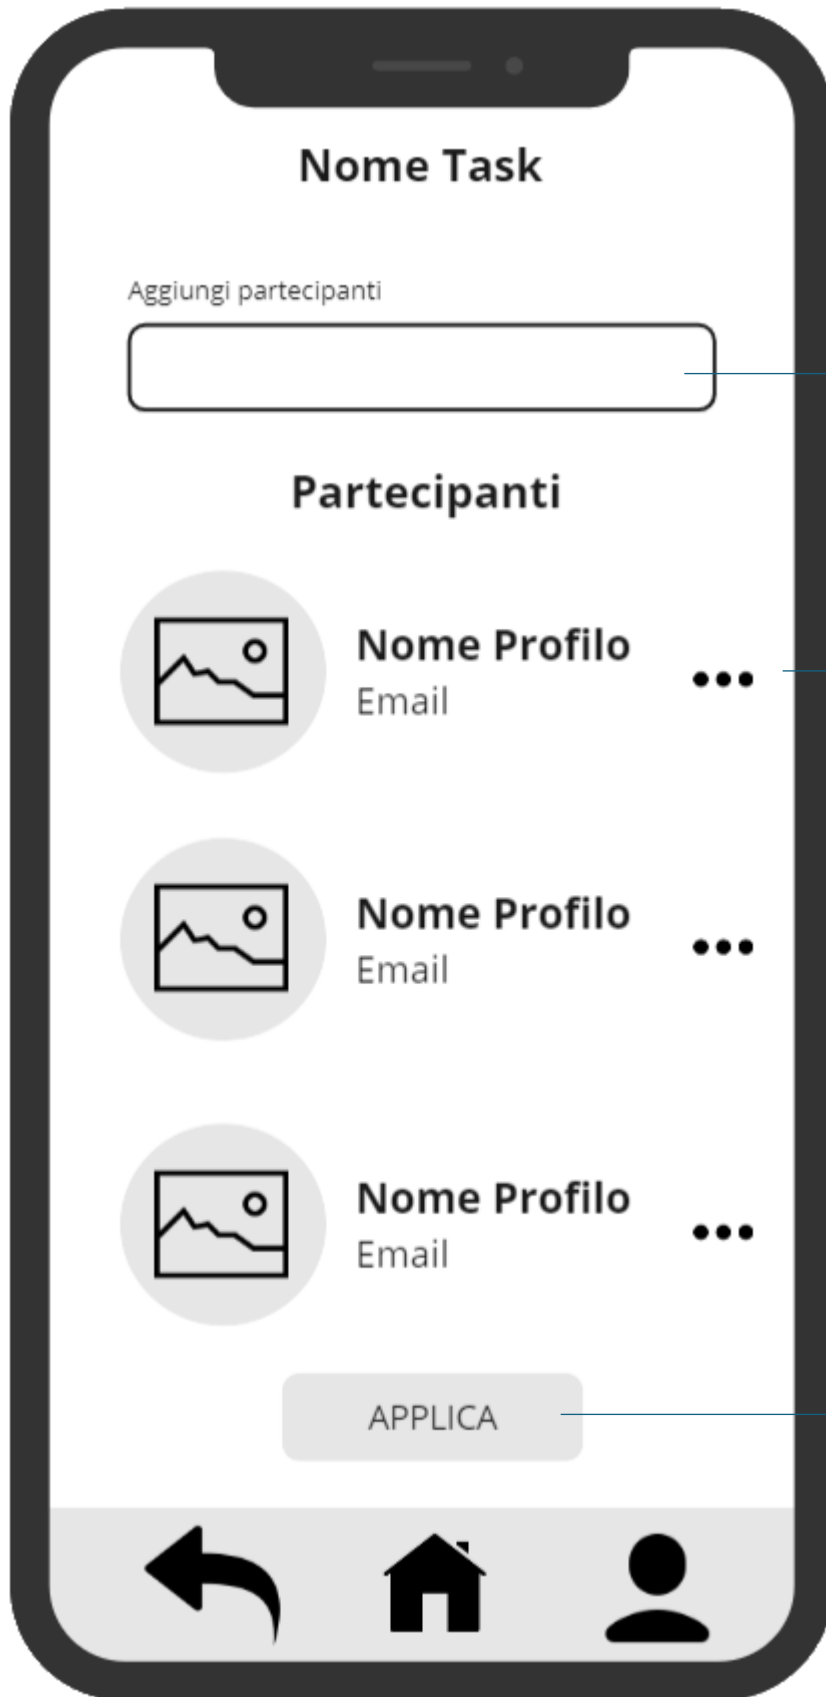 Nome Task
Aggiungi partecipanti
Partecipanti
Nome Profilo
Email
Nome Profilo
Email
Nome Profilo
Email
APPLICA